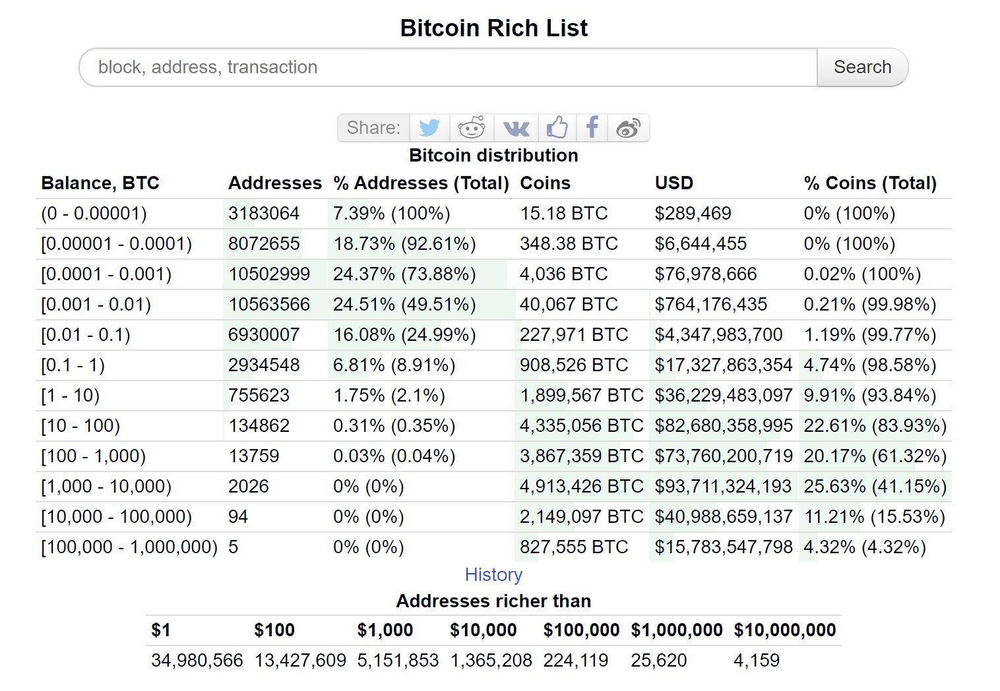 Bitcoin Rich List
block, address, transaction Search
Share:
Bitcoin distribution
Balance, BTC Addresses % Addresses (Total) Coins USD % Coins (Total)
(0 - 0.00001) 3183064 7.39% (100%) 15.18 BTC $289,469 0% (100%)
[0.00001 - 0.0001) 8072655 18.73% (92.61%) 348.38 BTC $6,644,455 0% (100%)
[0.0001 - 0.001) 10502999 24.37% (73.88%) 4,036 BTC $76,978,666 0.02% (100%)
[0.001 - 0.01) 10563566 24.51% (49.51%) 40,067 BTC $764,176,435 0.21% (99.98%)
[0.01 - 0.1) 6930007 16.08% (24.99%) 227,971 BTC $4,347,983,700 1.19% (99.77%)
[0.1 - 1) 2934548 6.81% (8.91%) 908,526 BTC $17,327,863,354 4.74% (98.58%)
[1 - 10) 755623 1.75% (2.1%) 1,899,567 BTC $36,229,483,097 9.91% (93.84%)
[10 - 100) 134862 0.31% (0.35%) 4,335,056 BTC $82,680,358,995 22.61% (83.93%)
[100 - 1,000) 13759 0.03% (0.04%) 3,867,359 BTC $73,760,200,719 20.17% (61.32%)
[1,000 - 10,000) 2026 0% (0%) 4,913,426 BTC $93,711,324,193 25.63% (41.15%)
[10,000 - 100,000) 94 0% (0%) 2,149,097 BTC $40,988,659,137 11.21% (15.53%)
[100,000 - 1,000,000) 5 0% (0%) 827,555 BTC $15,783,547,798 4.32% (4.32%)
History
Addresses richer than
$1 $100 $1,000 $10,000 $100,000 $1,000,000 $10,000,000
34,980,566 13,427,609 5,151,853 1,365,208 224,119 25,620 4,159